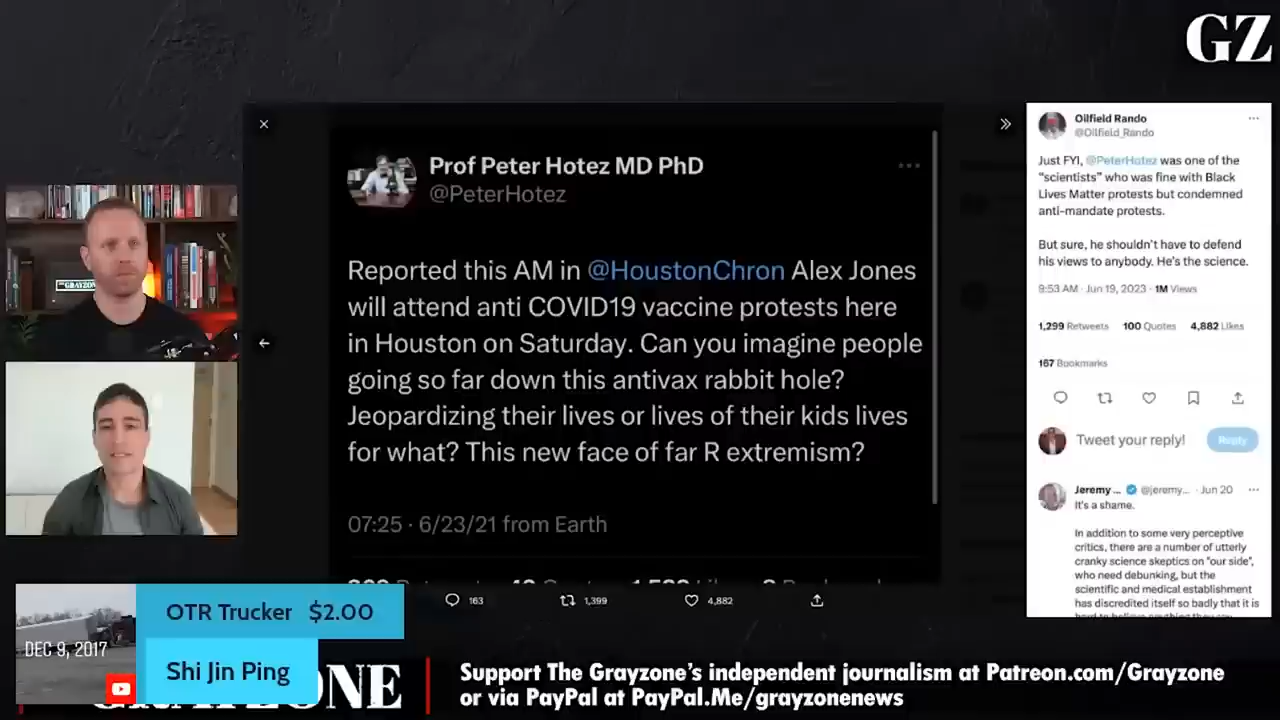 GZ
Prof Peter Hotez MD PhD
@PeterHotez
Reported this AM in @HoustonChron Alex Jones
will attend anti COVID19 vaccine protests here
in Houston on Saturday. Can you imagine people
going so far down this antivax rabbit hole?
Jeopardizing their lives or lives of their kids lives
for what? This new face of far R extremism?
07:25 · 6/23/21 from Earth
163
1,399
4,882
Oilfield Rando
@Oilfield_Rando
Just FYI, @PeterHotez was one of the
“scientists” who was fine with Black
Lives Matter protests but condemned
anti-mandate protests.
But sure, he shouldn’t have to defend
his views to anybody. He’s the science.
9:53 AM · Jun 19, 2023 · 1M Views
1,299 Retweets 100 Quotes 4,882 Likes
167 Bookmarks
Tweet your reply!
Reply
Jeremy ... @jeremy... · Jun 20
It's a shame.
In addition to some very perceptive
critics, there are a number of utterly
cranky science skeptics on "our side",
who need debunking, but the
scientific and medical establishment
has discredited itself so badly that it is
DEC 9, 2017
OTR Trucker $2.00
Shi Jin Ping
Support The Grayzone’s independent journalism at Patreon.com/Grayzone
or via PayPal at PayPal.Me/grayzonenews